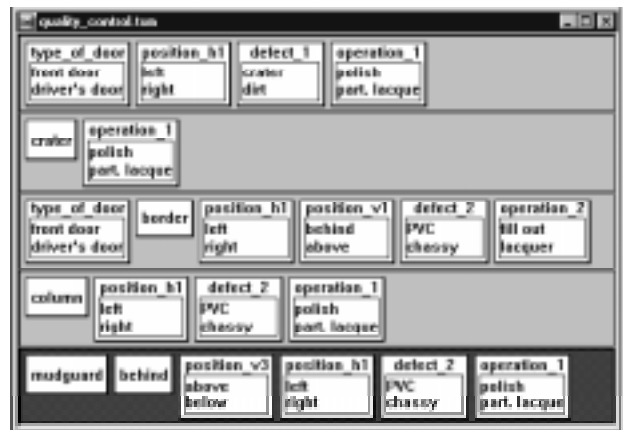 quality_control.tun
type_of_door position_h1 defect_1 operation_1
front door left crater polish
driver's door right dirt part. lacque
crater operation_1
polish
part. lacque
type_of_door border position_h1 position_v1 defect_2 operation_2
front door left behind PVC fill out
driver's door right above chassy lacquer
column position_h1 defect_2 operation_1
left PVC polish
right chassy part. lacque
mudguard behind position_v3 position_h1 defect_2 operation_1
above left PVC polish
below right chassy part. lacque